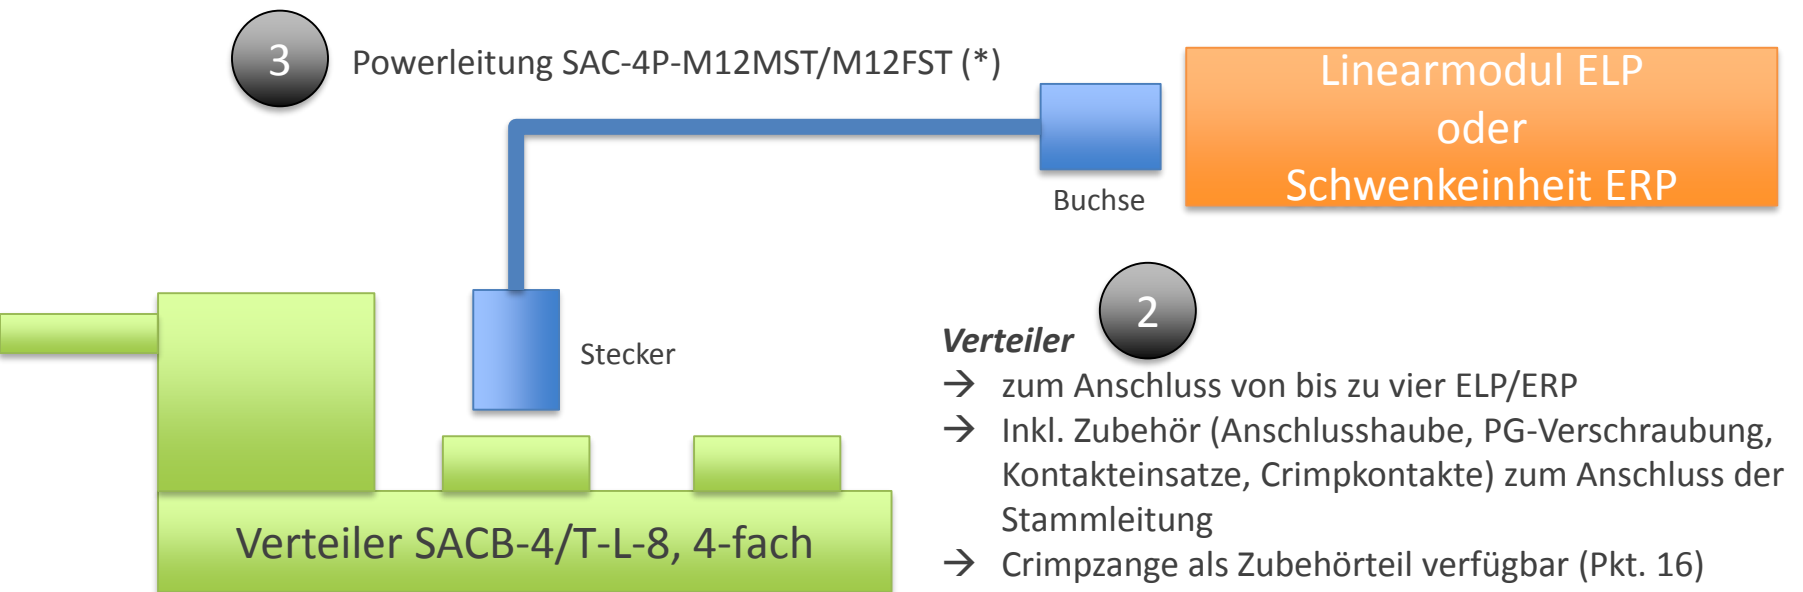 3
Powerleitung SAC-4P-M12MST/M12FST (*)
Linearmodul ELP
oder
Schwenkeinheit ERP
Buchse
Stecker
2
Verteiler
→ zum Anschluss von bis zu vier ELP/ERP
→ Inkl. Zubehör (Anschlusshaube, PG-Verschraubung,
Kontakteinsatze, Crimpkontakte) zum Anschluss der
Stammleitung
→ Crimpzange als Zubehörteil verfügbar (Pkt. 16)
Verteiler SACB-4/T-L-8, 4-fach